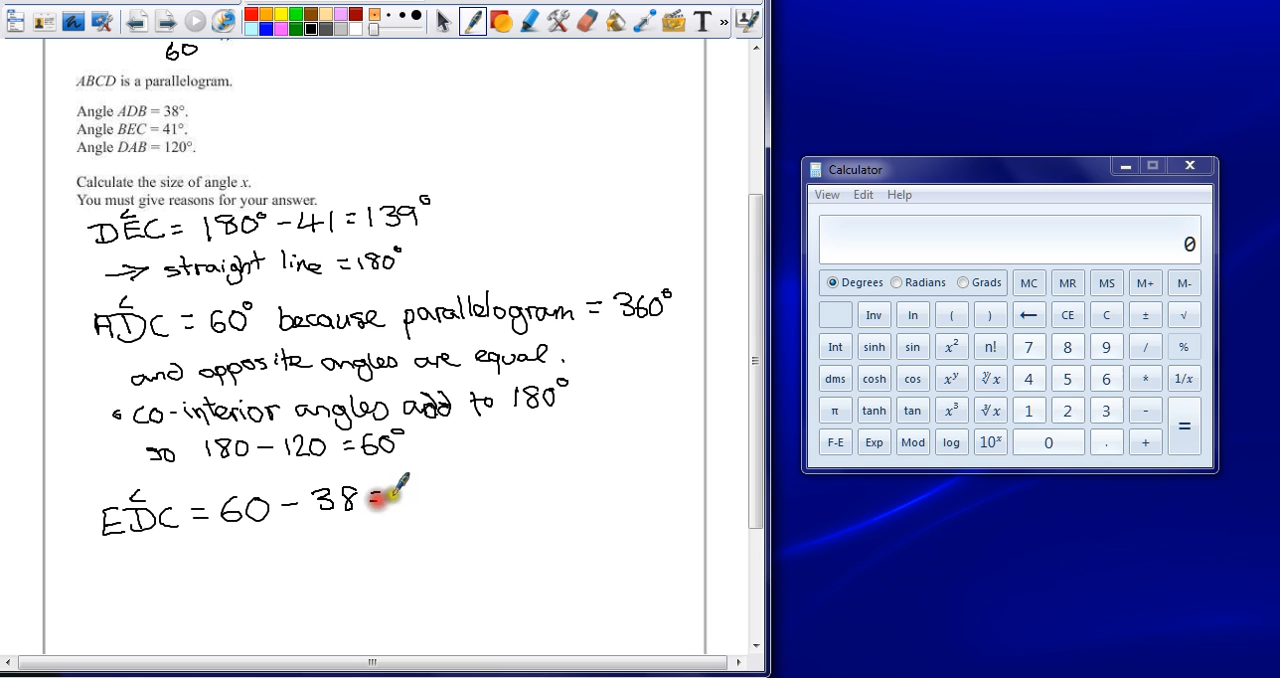 60
ABCD is a parallelogram.
Angle ADB = 38°.
Angle BEC = 41°.
Angle DAB = 120°.
Calculate the size of angle x.
You must give reasons for your answer.
DEC = 180° - 41 = 139°
→ straight line = 180°
ADC = 60° because parallelogram = 360°
and opposite angles are equal.
• co-interior angles add to 180°
so 180 - 120 = 60°
EDC = 60 - 38 =
T »
Calculator
View Edit Help
0
Degrees Radians Grads MC MR MS M+ M-
Inv ln ( ) ← CE C ± √
Int sinh sin x² n! 7 8 9 / %
dms cosh cos xʸ ʸ√x 4 5 6 * 1/x
π tanh tan x³ ³√x 1 2 3 - =
F-E Exp Mod log 10ˣ 0 . +